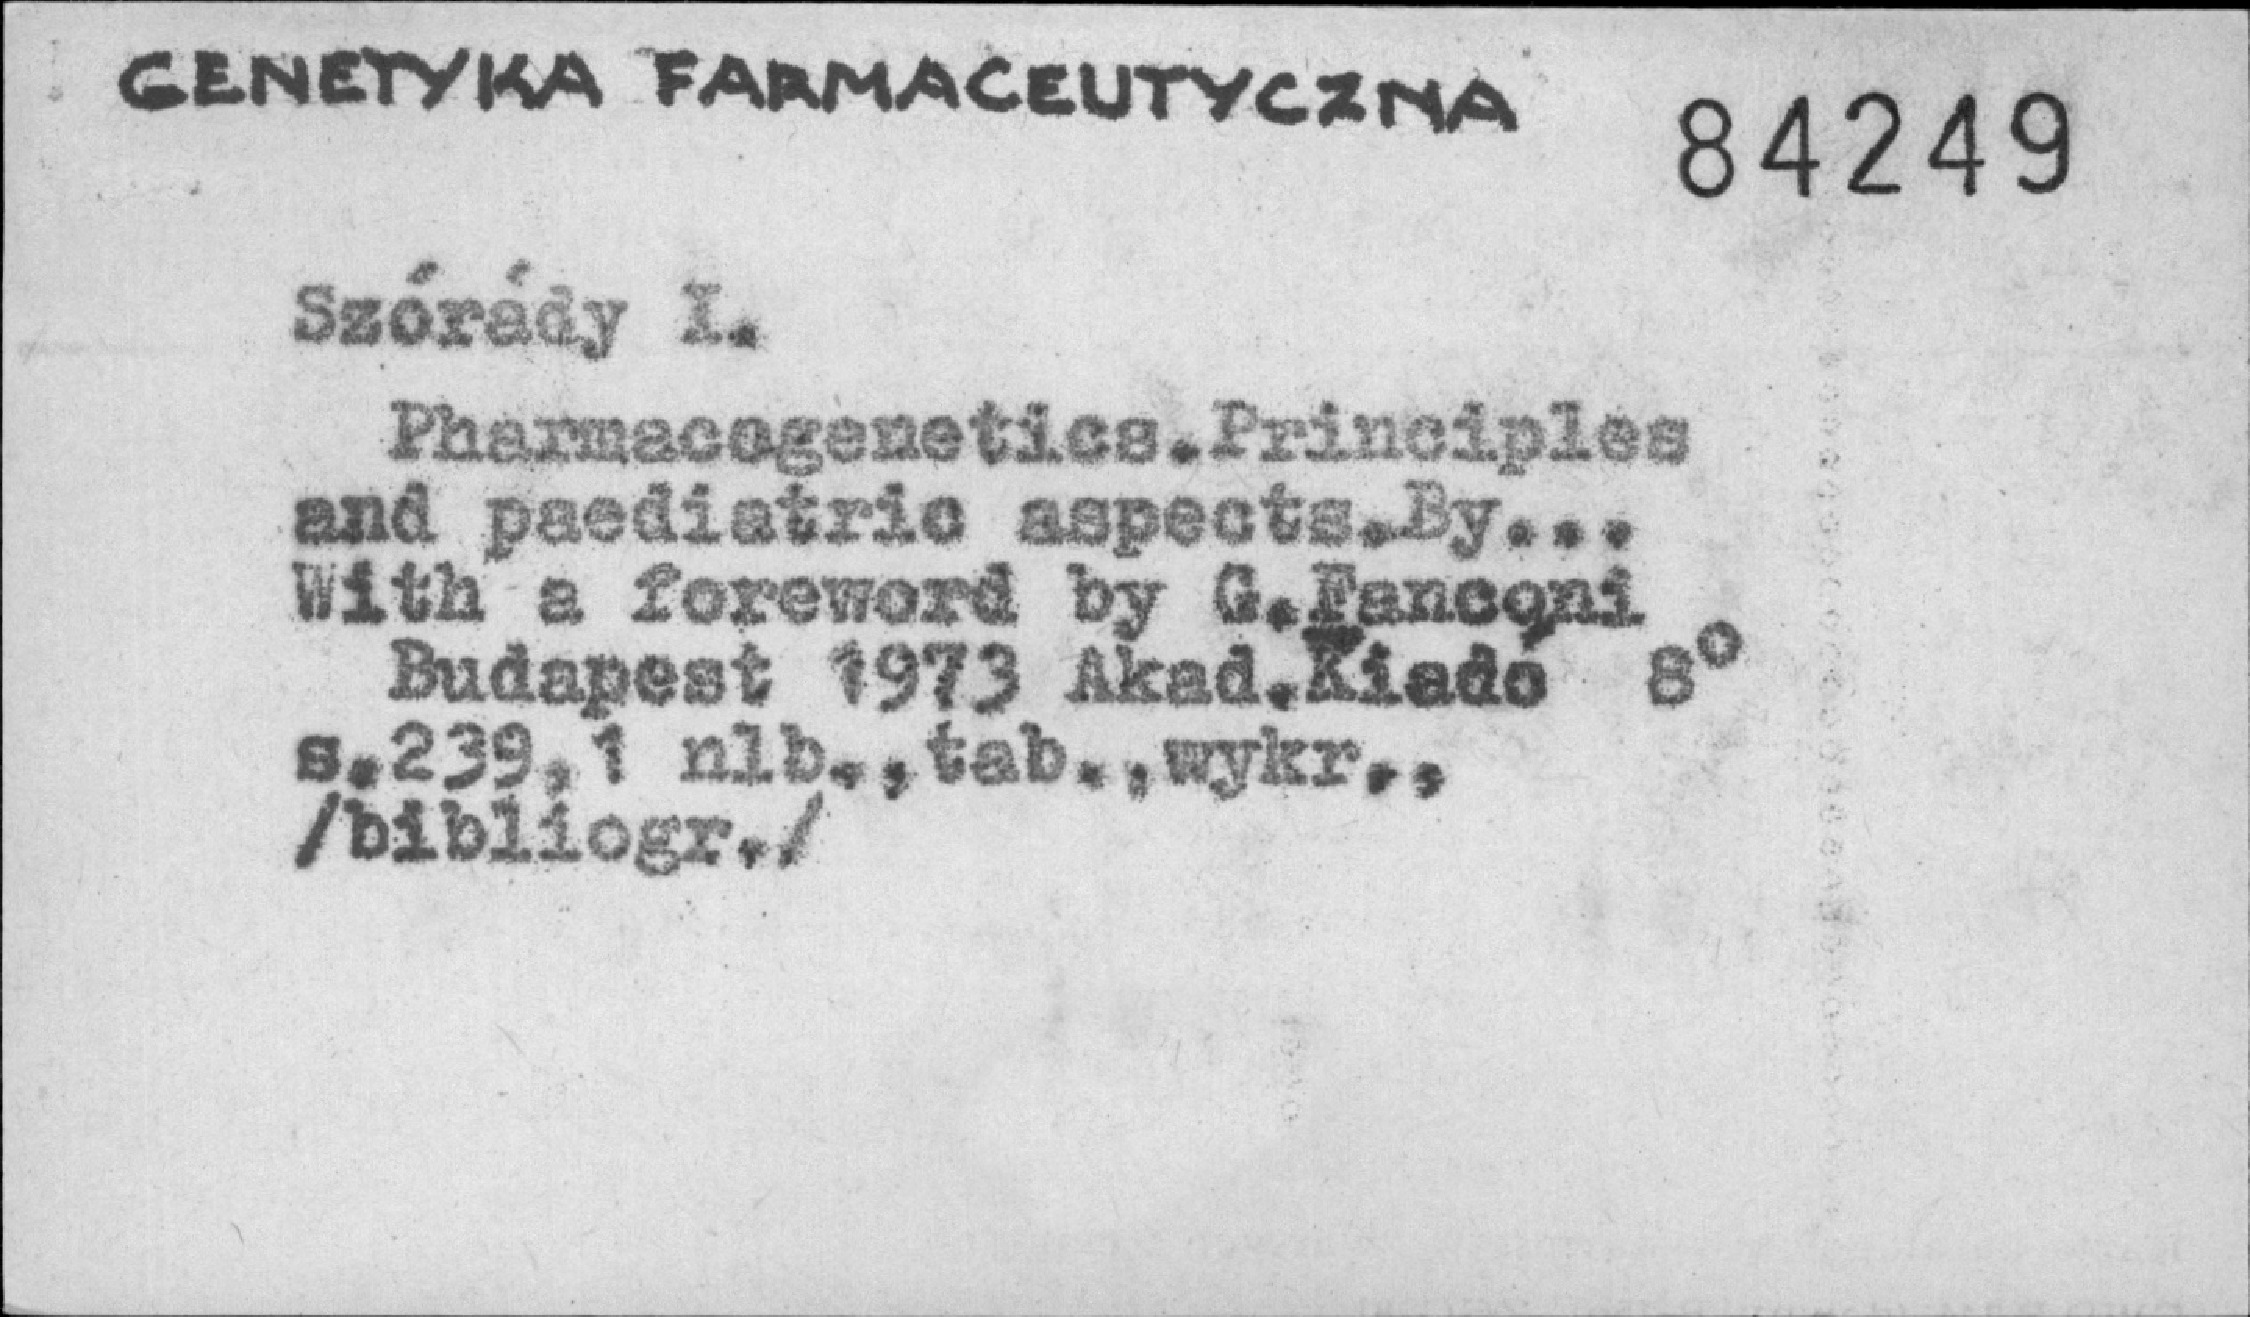 GENETYKA FARMACEUTYCZNA
84249
Szórády I.
Pharmacogenetics.Principles
and paediatric aspects.By...
With a foreword by G.Fanconi
Budapest 1973 Akad.Kiadó 8°
s.239,1 nlb.,tab.,wykr.,
/bibliogr./